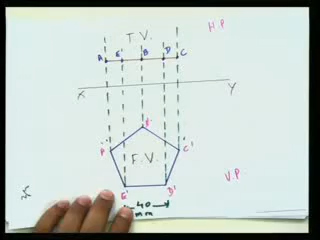 T.V.
H.P
A E' B D C
X Y
B'
P' C'
F.V.
V.P
E' D'
40
mm